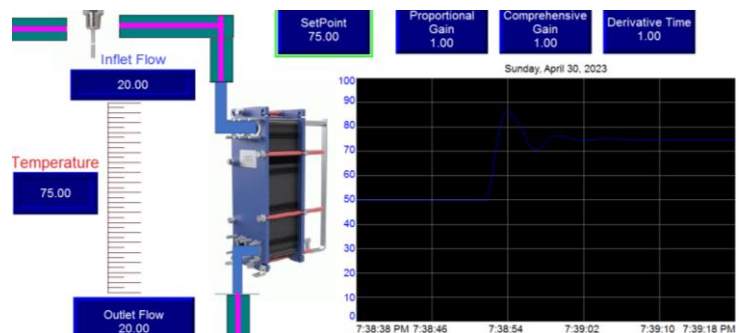 SetPoint
75.00
Proportional
Gain
1.00
Comprehensive
Gain
1.00
Derivative Time
1.00
Inflet Flow
20.00
Temperature
75.00
Outlet Flow
20.00
Sunday, April 30, 2023
100
90
80
70
60
50
40
30
20
10
0
7:38:38 PM 7:38:46 7:38:54 7:39:02 7:39:10 7:39:18 PM